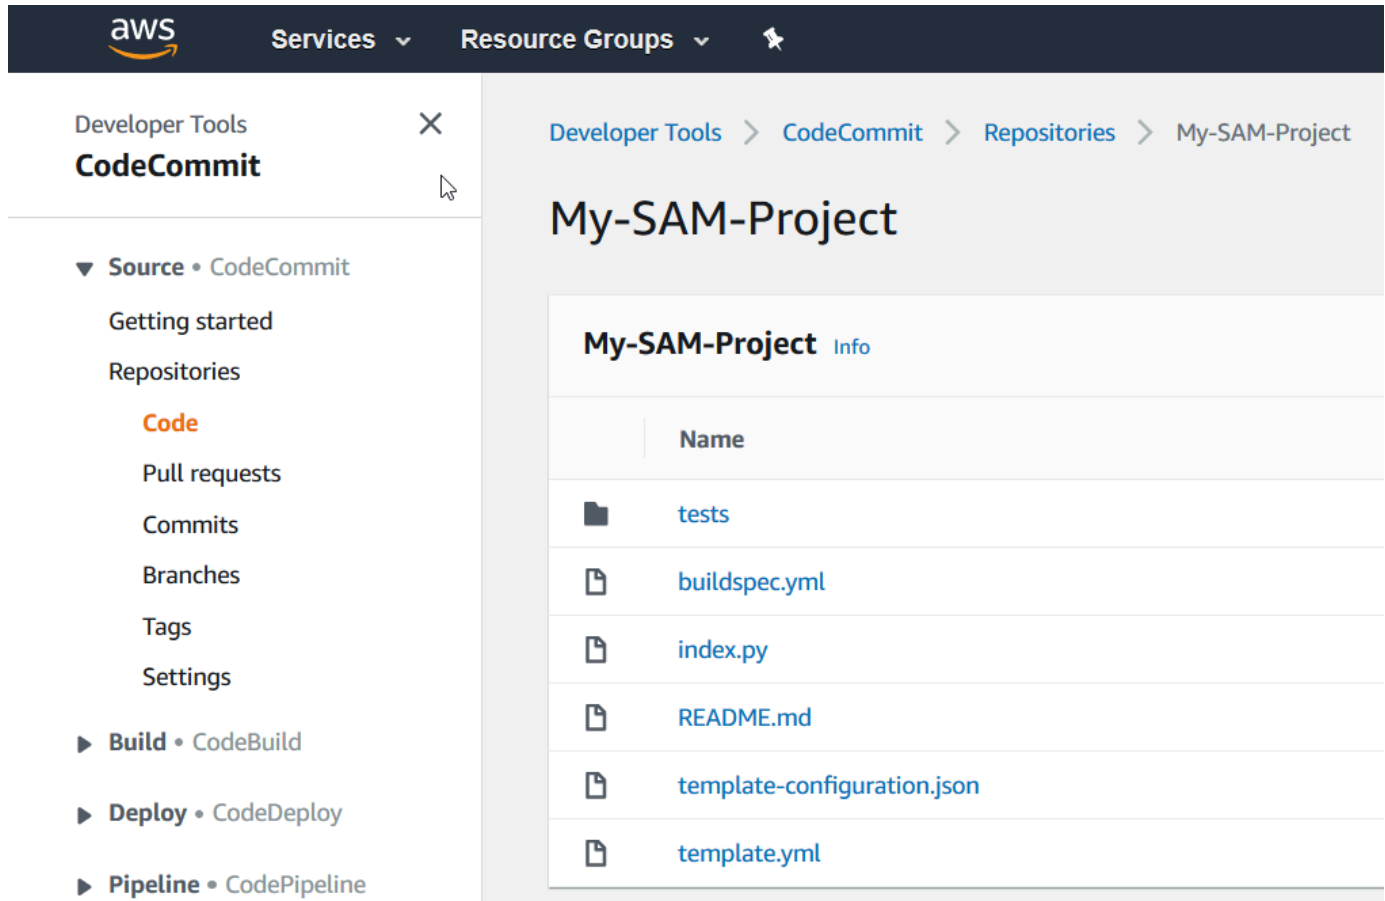 aws
Services
Resource Groups
Developer Tools
CodeCommit
Source • CodeCommit
Getting started
Repositories
Code
Pull requests
Commits
Branches
Tags
Settings
Build • CodeBuild
Deploy • CodeDeploy
Pipeline • CodePipeline
Developer Tools > CodeCommit > Repositories > My-SAM-Project
My-SAM-Project
My-SAM-Project Info
Name
tests
buildspec.yml
index.py
README.md
template-configuration.json
template.yml